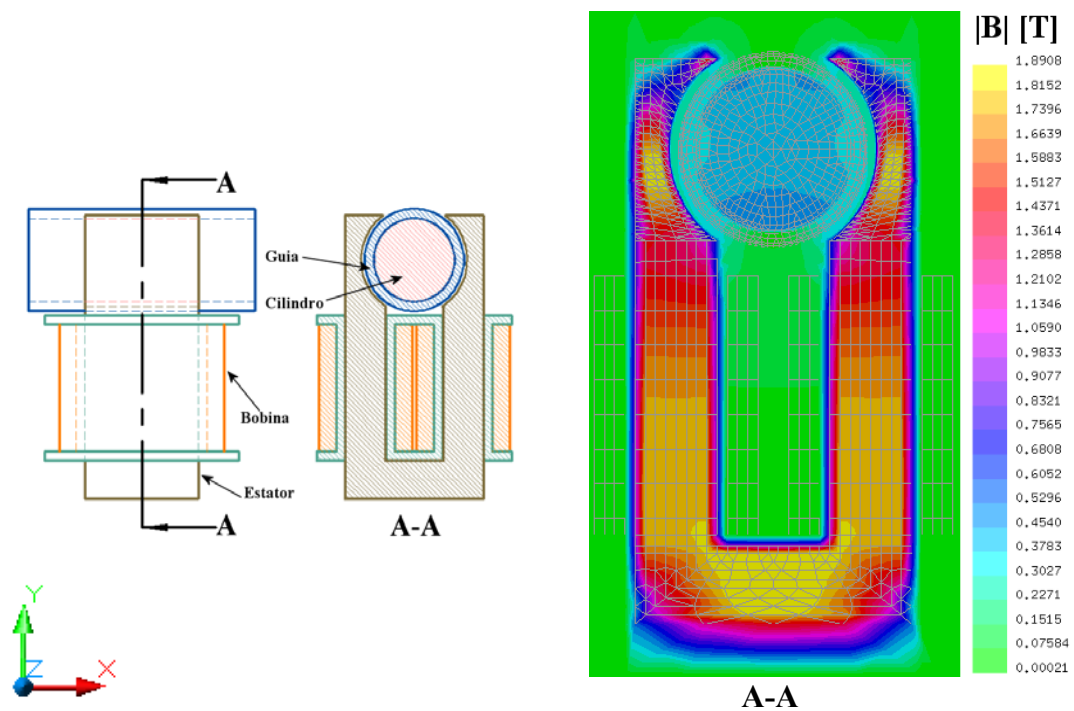 A
Guia
Cilindro
Bobina
Estator
A
A-A
Y
Z
X
|B| [T]
1.8908
1.8152
1.7396
1.6639
1.5883
1.5127
1.4371
1.3614
1.2858
1.2102
1.1346
1.0590
0.9833
0.9077
0.8321
0.7565
0.6808
0.6052
0.5296
0.4540
0.3783
0.3027
0.2271
0.1515
0.07584
0.00021
A-A